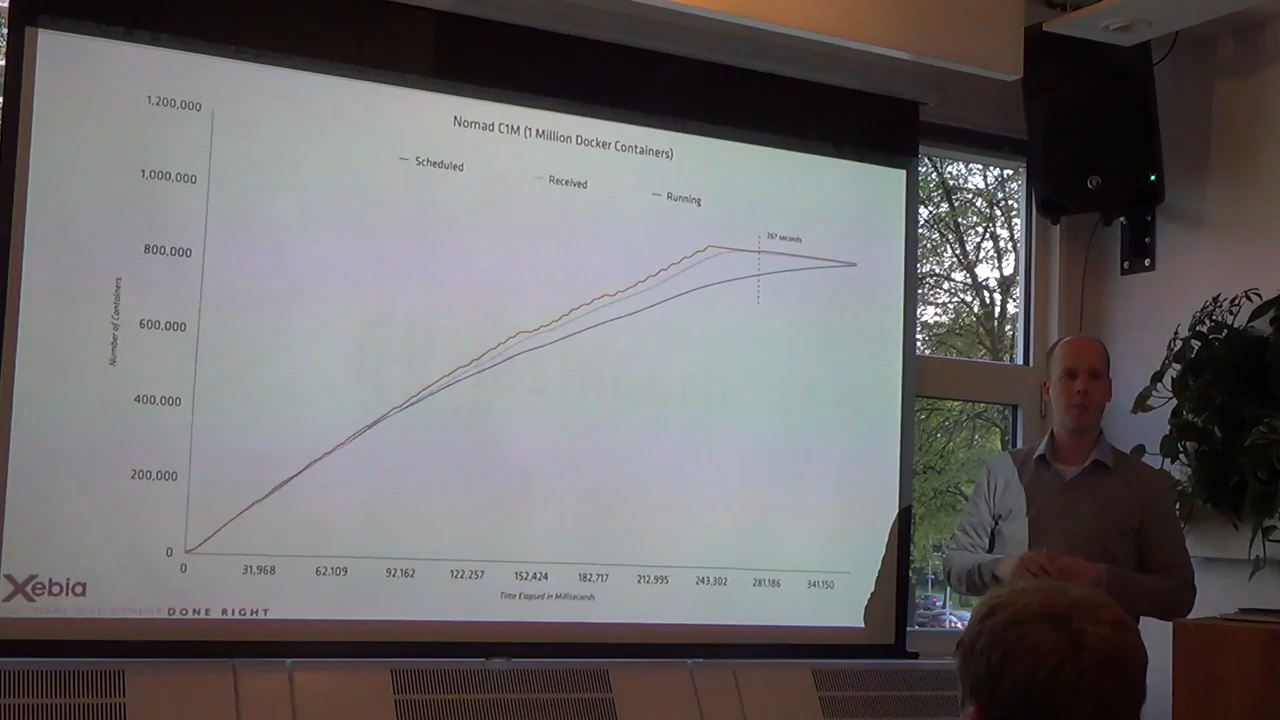 Nomad C1M (1 Million Docker Containers)
Scheduled
Received
Running
1,200,000
1,000,000
800,000
600,000
400,000
200,000
0
Number of Containers
267 seconds
0
31,968
62,109
92,162
122,257
152,424
182,717
212,995
243,302
281,186
341,150
Time Elapsed in Milliseconds
Xebia
DONE RIGHT